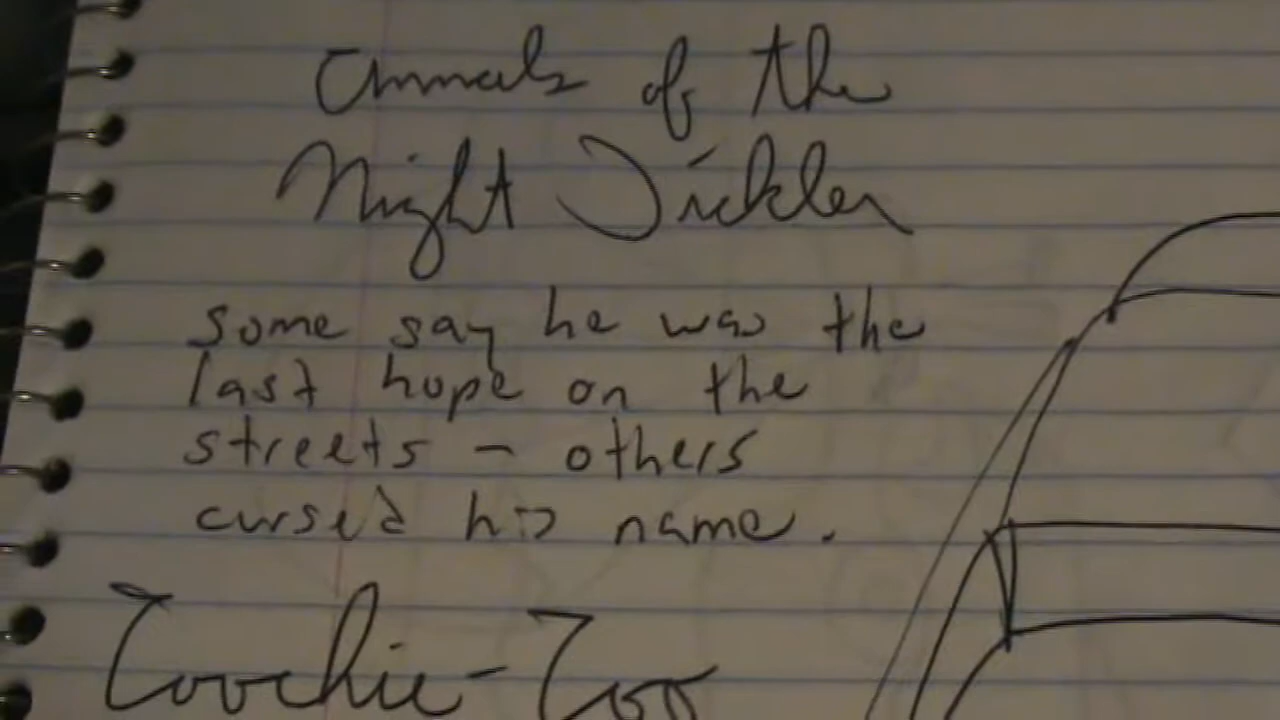 Annals of the
Night Tickler
some say he was the
last hope on the
streets - others
cursed his name.
Coochie-Coo